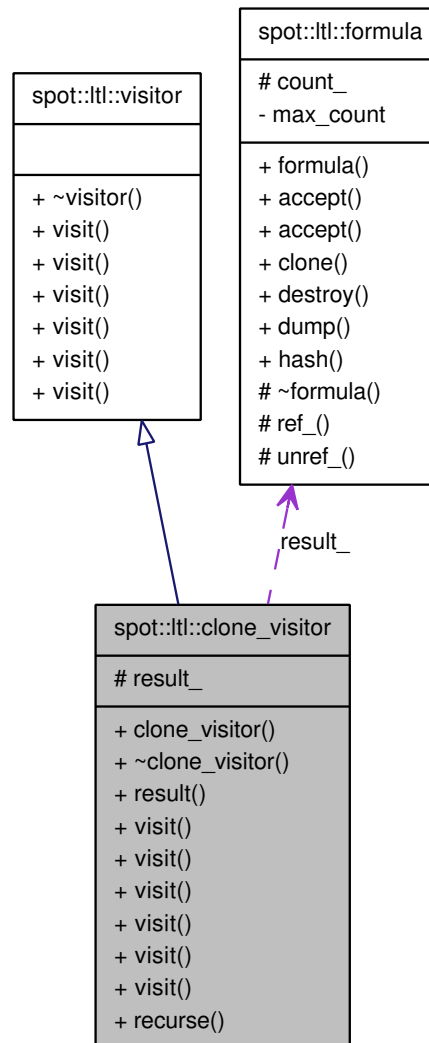 spot::ltl::formula
# count_
- max_count
+ formula()
+ accept()
+ accept()
+ clone()
+ destroy()
+ dump()
+ hash()
# ~formula()
# ref_()
# unref_()
spot::ltl::visitor
+ ~visitor()
+ visit()
+ visit()
+ visit()
+ visit()
+ visit()
+ visit()
result_
spot::ltl::clone_visitor
# result_
+ clone_visitor()
+ ~clone_visitor()
+ result()
+ visit()
+ visit()
+ visit()
+ visit()
+ visit()
+ visit()
+ recurse()